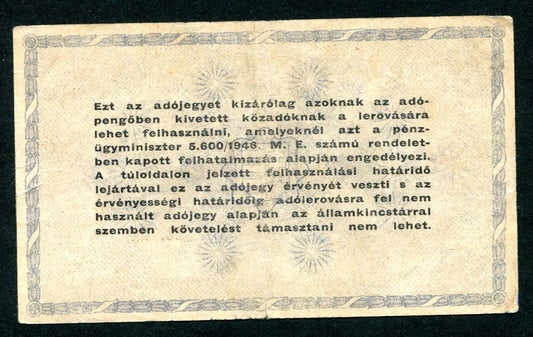 Ezt az adójegyet kizárólag azoknak az adó-
pengőben kivetett közadóknak a lerovására
lehet felhasználni, amelyeknél azt a pénz-
ügyminiszter 5.600/1946. M. E. számú rendelet-
ben kapott felhatalmazás alapján engedélyezi.
A túloldalon jelzett felhasználási határidő
lejártával ez az adójegy érvényét veszti s az
érvényességi határidőig adólerovásra fel nem
használt adójegy alapján az államkincstárral
szemben követelést támasztani nem lehet.